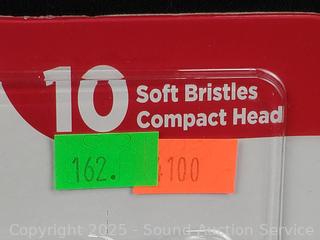 10
Soft Bristles
Compact Head
162.
4100
Copyright 2025 - Sound Auction Service